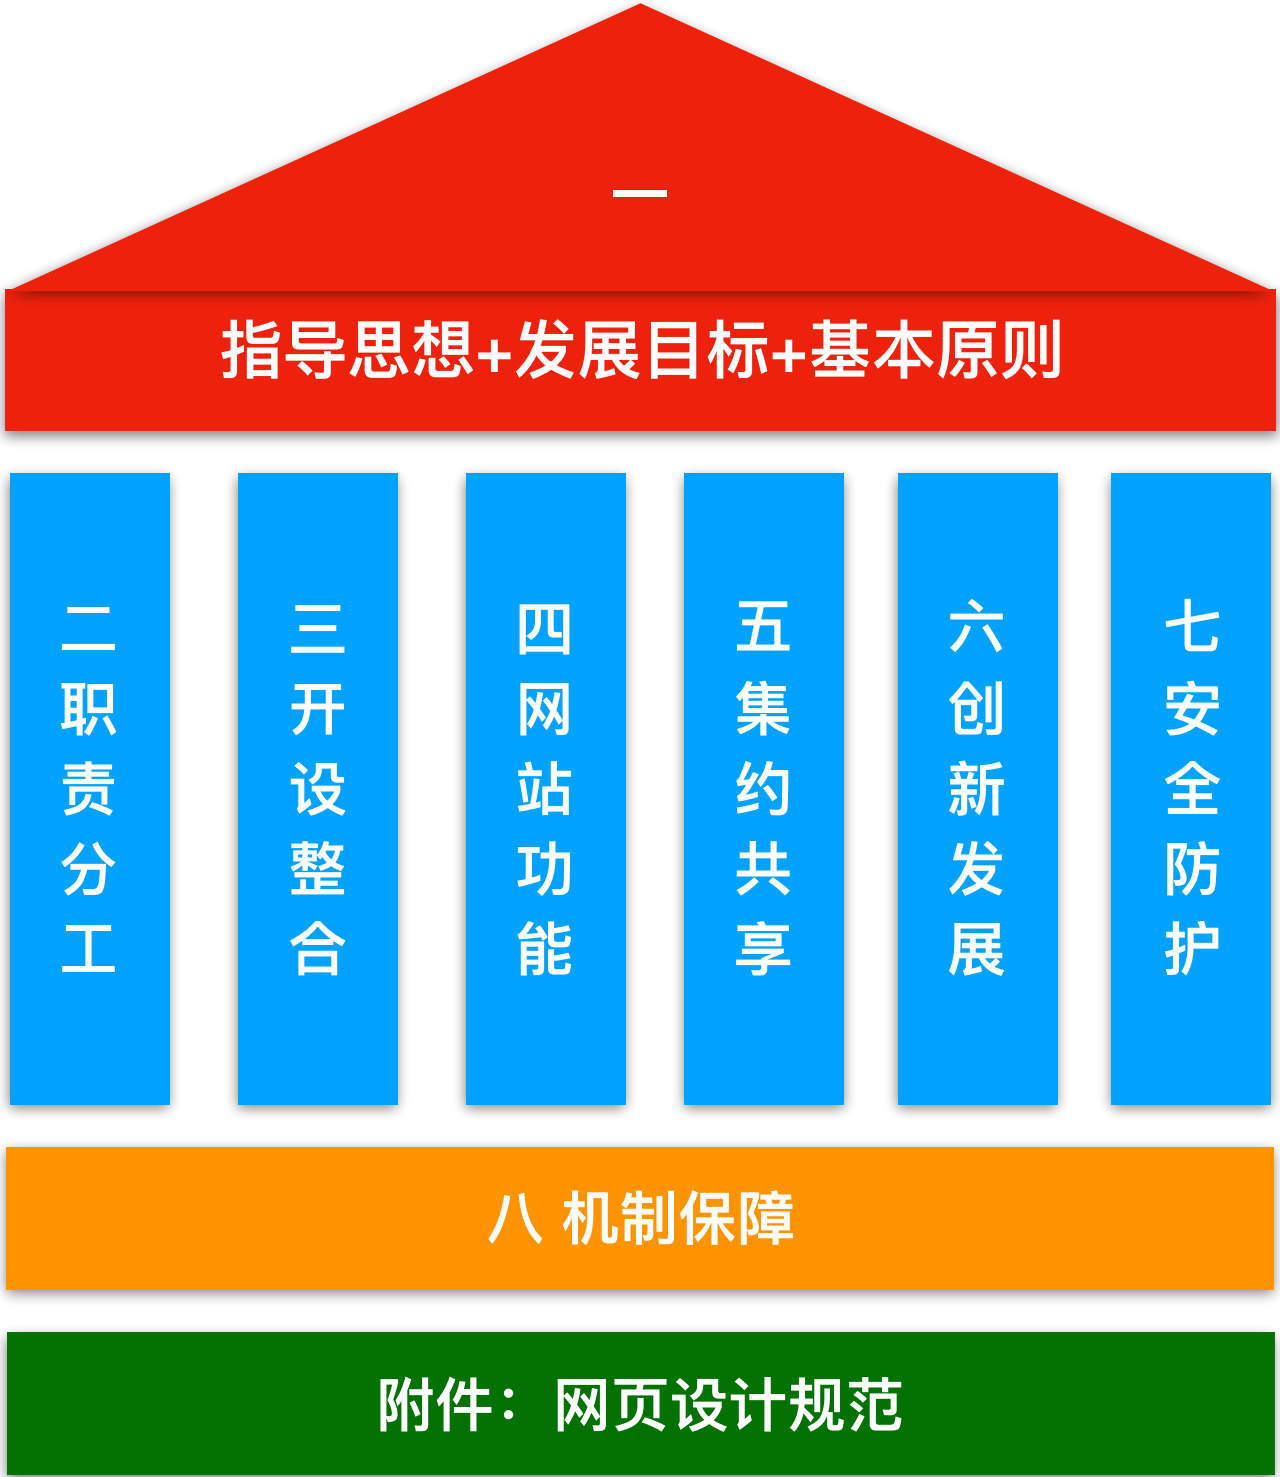 一
指导思想+发展目标+基本原则
二职责分工
三开设整合
四网站功能
五集约共享
六创新发展
七安全防护
八 机制保障
附件：网页设计规范